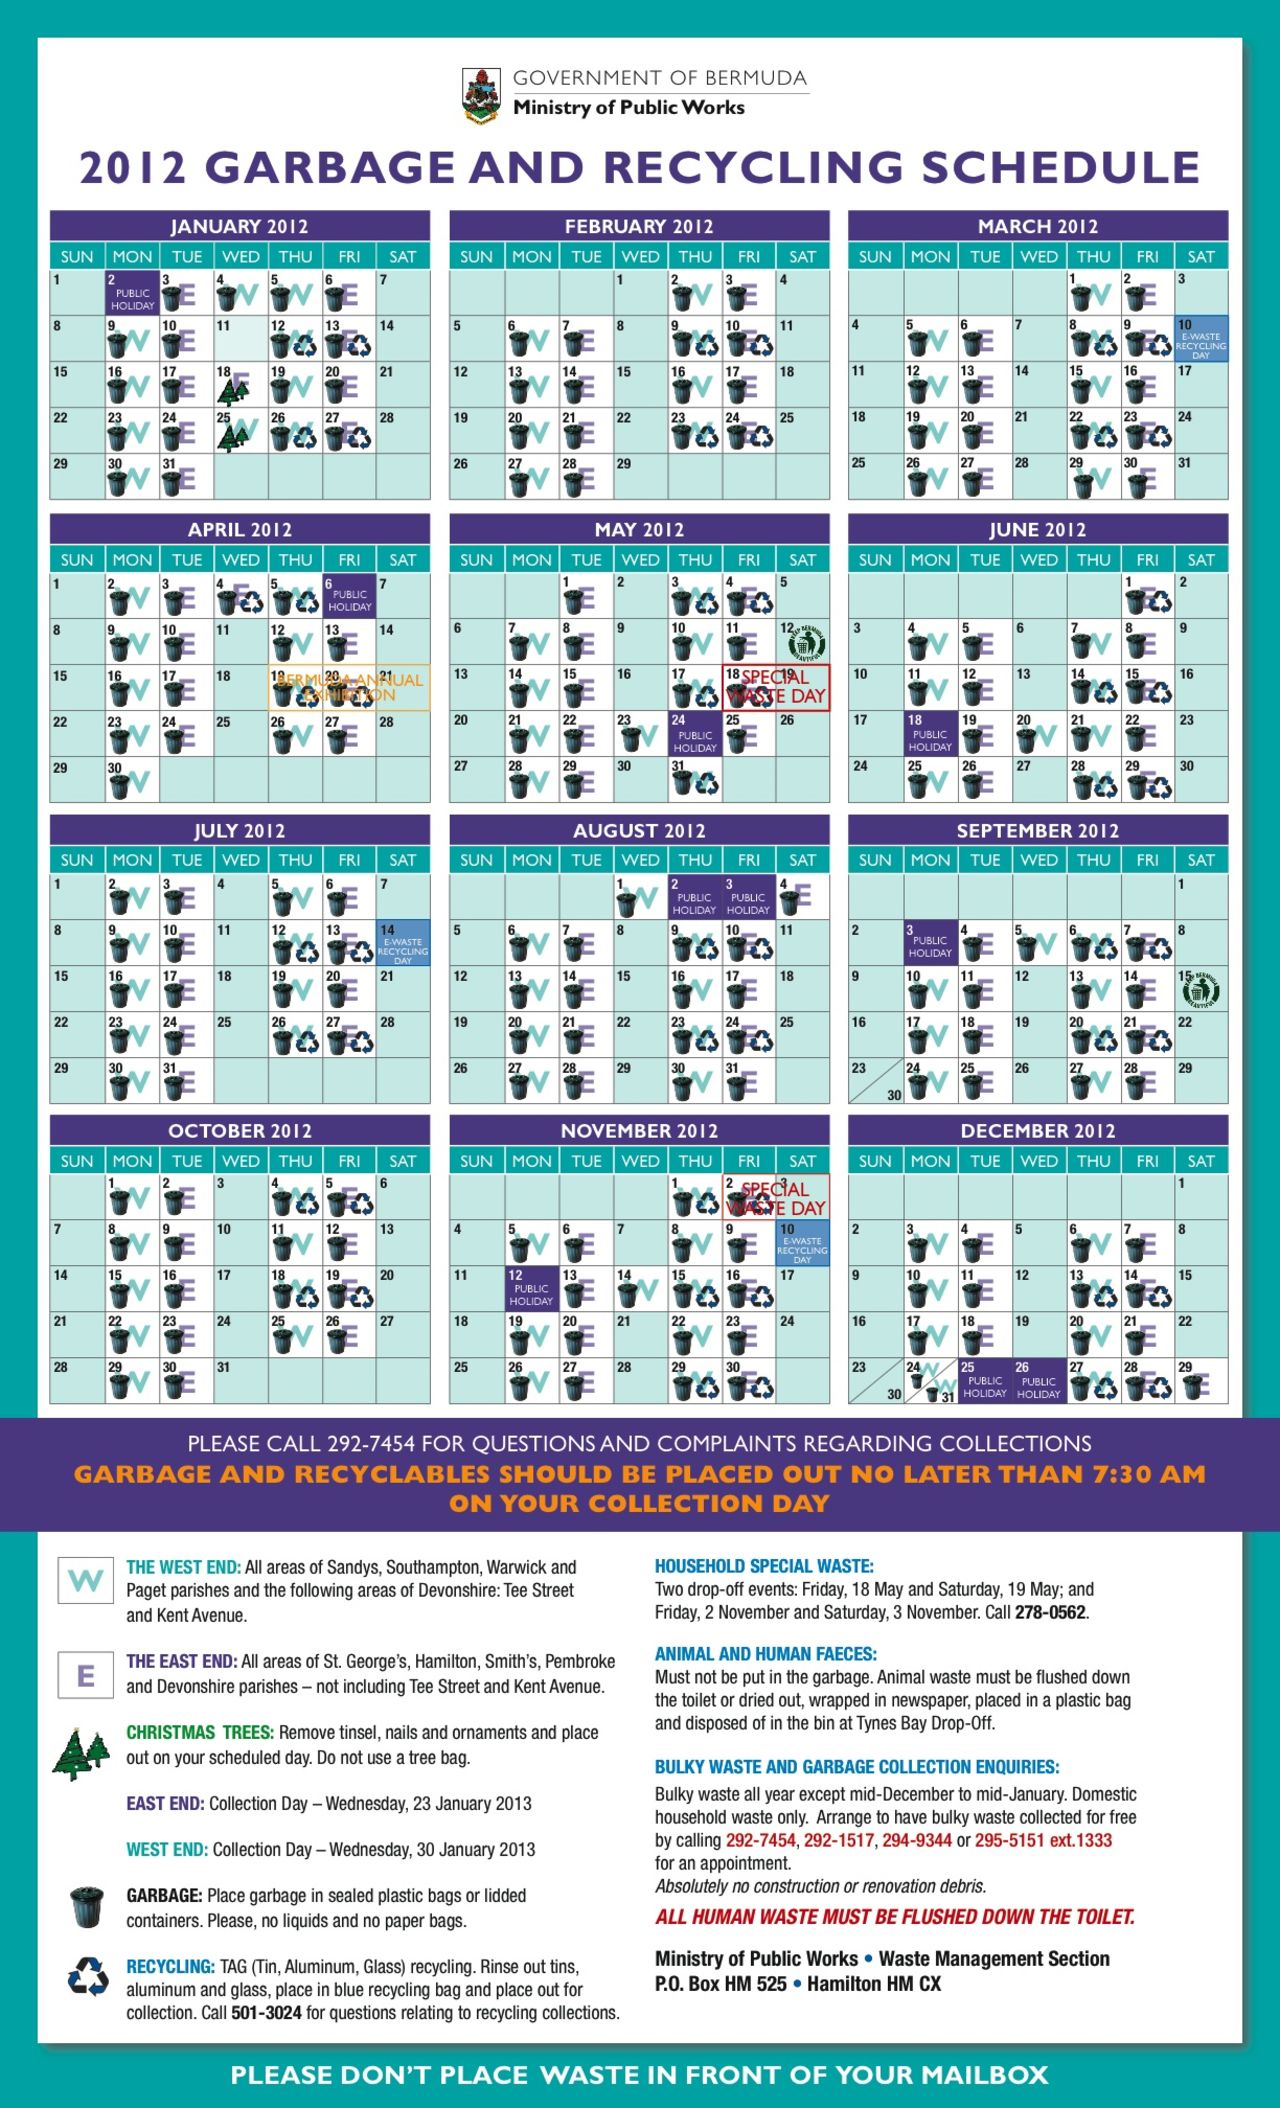 GOVERNMENT OF BERMUDA
Ministry of Public Works
2012 GARBAGE AND RECYCLING SCHEDULE
JANUARY 2012
SUN MON TUE WED THU FRI SAT
1 2 PUBLIC HOLIDAY 3 E 4 W 5 W 6 E 7
8 9 W 10 E 11 12 W 13 E 14
15 16 W 17 E 18 E 19 W 20 E 21
22 23 W 24 E 25 W 26 W 27 E 28
29 30 W 31 E
FEBRUARY 2012
SUN MON TUE WED THU FRI SAT
1 2 W 3 E 4
5 6 W 7 E 8 9 W 10 E 11
12 13 W 14 E 15 16 W 17 E 18
19 20 W 21 E 22 23 W 24 E 25
26 27 W 28 E 29
MARCH 2012
SUN MON TUE WED THU FRI SAT
1 W 2 E 3
4 5 W 6 E 7 8 W 9 E 10 E-WASTE RECYCLING DAY
11 12 W 13 E 14 15 W 16 E 17
18 19 W 20 E 21 22 W 23 E 24
25 26 W 27 E 28 29 W 30 E 31
APRIL 2012
SUN MON TUE WED THU FRI SAT
1 2 W 3 E 4 E 5 W 6 PUBLIC HOLIDAY 7
8 9 W 10 E 11 12 W 13 E 14
15 16 W 17 E 18 19 20 21 BERMUDA ANNUAL EXHIBITION
22 23 W 24 E 25 26 W 27 E 28
29 30 W
MAY 2012
SUN MON TUE WED THU FRI SAT
1 E 2 3 W 4 E 5
6 7 W 8 E 9 10 W 11 E 12 KEEP BERMUDA BEAUTIFUL
13 14 W 15 E 16 17 W 18 19 SPECIAL WASTE DAY
20 21 W 22 E 23 W 24 PUBLIC HOLIDAY 25 E 26
27 28 W 29 E 30 31 W
JUNE 2012
SUN MON TUE WED THU FRI SAT
1 E 2
3 4 W 5 E 6 7 W 8 E 9
10 11 W 12 E 13 14 W 15 E 16
17 18 PUBLIC HOLIDAY 19 E 20 W 21 W 22 E 23
24 25 W 26 E 27 28 W 29 E 30
JULY 2012
SUN MON TUE WED THU FRI SAT
1 2 W 3 E 4 5 W 6 E 7
8 9 W 10 E 11 12 W 13 E 14 E-WASTE RECYCLING DAY
15 16 W 17 E 18 19 W 20 E 21
22 23 W 24 E 25 26 W 27 E 28
29 30 W 31 E
AUGUST 2012
SUN MON TUE WED THU FRI SAT
1 W 2 PUBLIC HOLIDAY 3 PUBLIC HOLIDAY 4 E
5 6 W 7 E 8 9 W 10 E 11
12 13 W 14 E 15 16 W 17 E 18
19 20 W 21 E 22 23 W 24 E 25
26 27 W 28 E 29 30 W 31 E
SEPTEMBER 2012
SUN MON TUE WED THU FRI SAT
1
2 3 PUBLIC HOLIDAY 4 E 5 W 6 W 7 E 8
9 10 W 11 E 12 13 W 14 E 15 KEEP BERMUDA BEAUTIFUL
16 17 W 18 E 19 20 W 21 E 22
23 30 24 W 25 E 26 27 W 28 E 29
OCTOBER 2012
SUN MON TUE WED THU FRI SAT
1 W 2 E 3 4 W 5 E 6
7 8 W 9 E 10 11 W 12 E 13
14 15 W 16 E 17 18 W 19 E 20
21 22 W 23 E 24 25 W 26 E 27
28 29 W 30 E 31
NOVEMBER 2012
SUN MON TUE WED THU FRI SAT
1 W 2 3 SPECIAL WASTE DAY
4 5 W 6 E 7 8 W 9 E 10 E-WASTE RECYCLING DAY
11 12 PUBLIC HOLIDAY 13 E 14 W 15 W 16 E 17
18 19 W 20 E 21 22 W 23 E 24
25 26 W 27 E 28 29 W 30 E
DECEMBER 2012
SUN MON TUE WED THU FRI SAT
1
2 3 W 4 E 5 6 W 7 E 8
9 10 W 11 E 12 13 W 14 E 15
16 17 W 18 E 19 20 W 21 E 22
23 30 24 W W 31 25 PUBLIC HOLIDAY 26 PUBLIC HOLIDAY 27 W 28 E 29 E
PLEASE CALL 292-7454 FOR QUESTIONS AND COMPLAINTS REGARDING COLLECTIONS
GARBAGE AND RECYCLABLES SHOULD BE PLACED OUT NO LATER THAN 7:30 AM
ON YOUR COLLECTION DAY
W
THE WEST END: All areas of Sandys, Southampton, Warwick and
Paget parishes and the following areas of Devonshire: Tee Street
and Kent Avenue.
E
THE EAST END: All areas of St. George's, Hamilton, Smith's, Pembroke
and Devonshire parishes – not including Tee Street and Kent Avenue.
CHRISTMAS TREES: Remove tinsel, nails and ornaments and place
out on your scheduled day. Do not use a tree bag.
EAST END: Collection Day – Wednesday, 23 January 2013
WEST END: Collection Day – Wednesday, 30 January 2013
GARBAGE: Place garbage in sealed plastic bags or lidded
containers. Please, no liquids and no paper bags.
RECYCLING: TAG (Tin, Aluminum, Glass) recycling. Rinse out tins,
aluminum and glass, place in blue recycling bag and place out for
collection. Call 501-3024 for questions relating to recycling collections.
HOUSEHOLD SPECIAL WASTE:
Two drop-off events: Friday, 18 May and Saturday, 19 May; and
Friday, 2 November and Saturday, 3 November. Call 278-0562.
ANIMAL AND HUMAN FAECES:
Must not be put in the garbage. Animal waste must be flushed down
the toilet or dried out, wrapped in newspaper, placed in a plastic bag
and disposed of in the bin at Tynes Bay Drop-Off.
BULKY WASTE AND GARBAGE COLLECTION ENQUIRIES:
Bulky waste all year except mid-December to mid-January. Domestic
household waste only. Arrange to have bulky waste collected for free
by calling 292-7454, 292-1517, 294-9344 or 295-5151 ext.1333
for an appointment.
Absolutely no construction or renovation debris.
ALL HUMAN WASTE MUST BE FLUSHED DOWN THE TOILET.
Ministry of Public Works • Waste Management Section
P.O. Box HM 525 • Hamilton HM CX
PLEASE DON'T PLACE WASTE IN FRONT OF YOUR MAILBOX